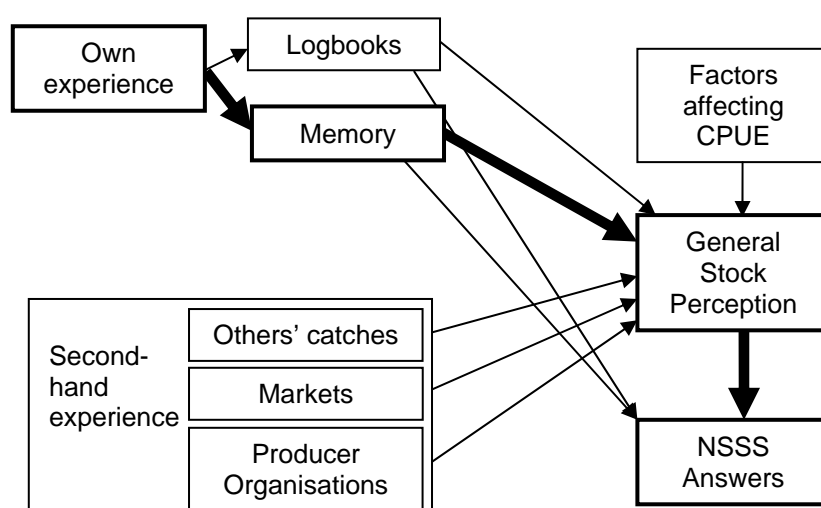 Own
experience
Logbooks
Memory
Factors
affecting
CPUE
General
Stock
Perception
Second-
hand
experience
Others’ catches
Markets
Producer
Organisations
NSSS
Answers